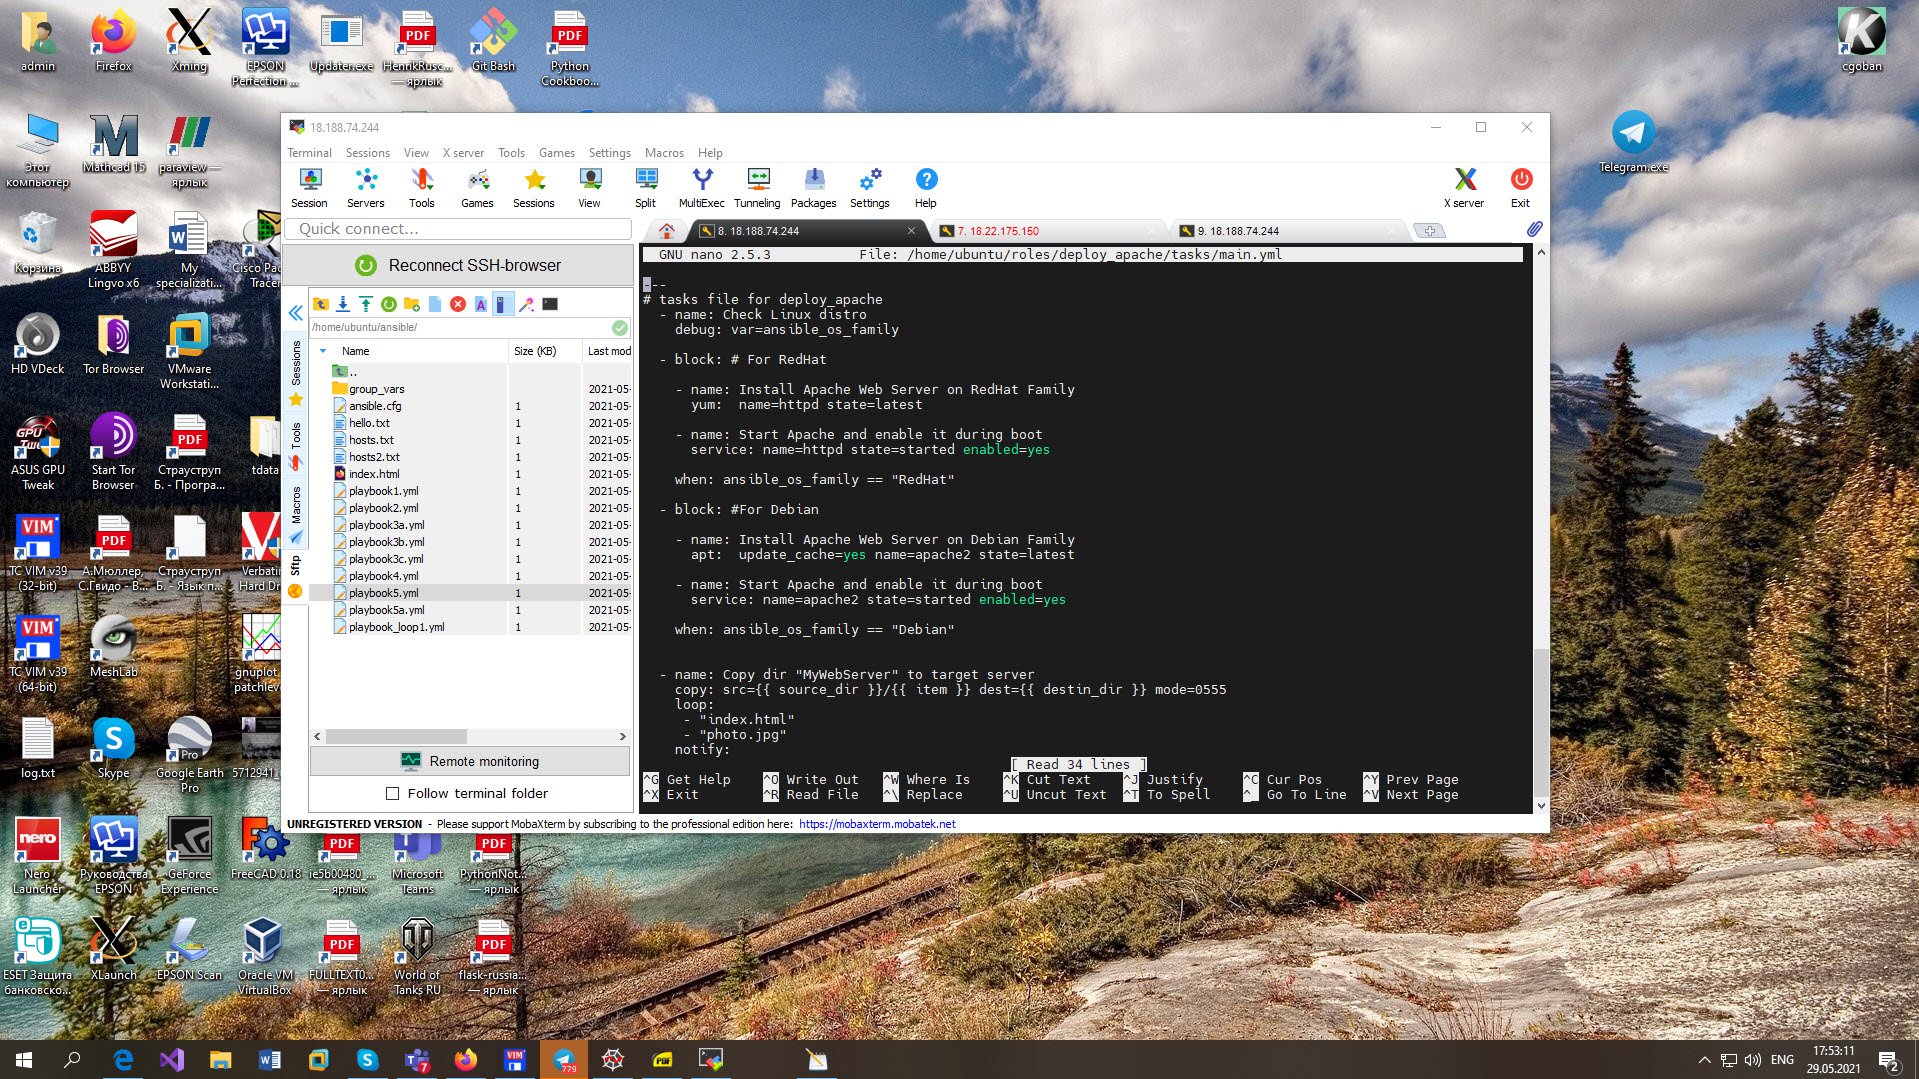 admin
Firefox
Xming
EPSON
Perfection ...
Updater.exe
HenrikRusc...
— ярлык
Git Bash
Python
Cookboo...
cgoban
Этот
компьютер
Mathcad 15
paraview —
ярлык
Telegram.exe
Корзина
ABBYY
Lingvo x6
My
specializati...
Cisco Pac
Tracer
HD VDeck
Tor Browser
VMware
Workstati...
ASUS GPU
Tweak
Start Tor
Browser
Страуструп
Б. - Програ...
tdata
TC VIM v39
(32-bit)
А.Мюллер,
С.Гвидо - В...
Страуструп
Б. - Язык п...
Verbatin
Hard Dri
TC VIM v39
(64-bit)
MeshLab
gnuplot
patchleve
log.txt
Skype
Google Earth
Pro
5712941_
Nero
Launcher
Руководства
EPSON
GeForce
Experience
FreeCAD 0.18
ie5b00480_...
— ярлык
Microsoft
Teams
PythonNot...
— ярлык
ESET Защита
банковско...
XLaunch
EPSON Scan
Oracle VM
VirtualBox
FULLTEXT0...
— ярлык
World of
Tanks RU
flask-russia...
— ярлык
18.188.74.244
Terminal Sessions View X server Tools Games Settings Macros Help
Session Servers Tools Games Sessions View Split MultiExec Tunneling Packages Settings Help X server Exit
Quick connect...
8. 18.188.74.244
7. 18.22.175.150
9. 18.188.74.244
Reconnect SSH-browser
/home/ubuntu/ansible/
Sessions
Tools
Macros
Sftp
Name Size (KB) Last mod
..
group_vars 2021-05-
ansible.cfg 1 2021-05-
hello.txt 1 2021-05-
hosts.txt 1 2021-05-
hosts2.txt 1 2021-05-
index.html 1 2021-05-
playbook1.yml 1 2021-05-
playbook2.yml 1 2021-05-
playbook3a.yml 1 2021-05-
playbook3b.yml 1 2021-05-
playbook3c.yml 1 2021-05-
playbook4.yml 1 2021-05-
playbook5.yml 1 2021-05-
playbook5a.yml 1 2021-05-
playbook_loop1.yml 1 2021-05-
Remote monitoring
Follow terminal folder
GNU nano 2.5.3 File: /home/ubuntu/roles/deploy_apache/tasks/main.yml
---
# tasks file for deploy_apache
- name: Check Linux distro
debug: var=ansible_os_family
- block: # For RedHat
- name: Install Apache Web Server on RedHat Family
yum: name=httpd state=latest
- name: Start Apache and enable it during boot
service: name=httpd state=started enabled=yes
when: ansible_os_family == "RedHat"
- block: #For Debian
- name: Install Apache Web Server on Debian Family
apt: update_cache=yes name=apache2 state=latest
- name: Start Apache and enable it during boot
service: name=apache2 state=started enabled=yes
when: ansible_os_family == "Debian"
- name: Copy dir "MyWebServer" to target server
copy: src={{ source_dir }}/{{ item }} dest={{ destin_dir }} mode=0555
loop:
- "index.html"
- "photo.jpg"
notify:
[ Read 34 lines ]
^G Get Help ^O Write Out ^W Where Is ^K Cut Text ^J Justify ^C Cur Pos ^Y Prev Page
^X Exit ^R Read File ^\ Replace ^U Uncut Text ^T To Spell ^_ Go To Line ^V Next Page
UNREGISTERED VERSION - Please support MobaXterm by subscribing to the professional edition here: https://mobaxterm.mobatek.net
779
7
ENG
17:53:11
29.05.2021
2